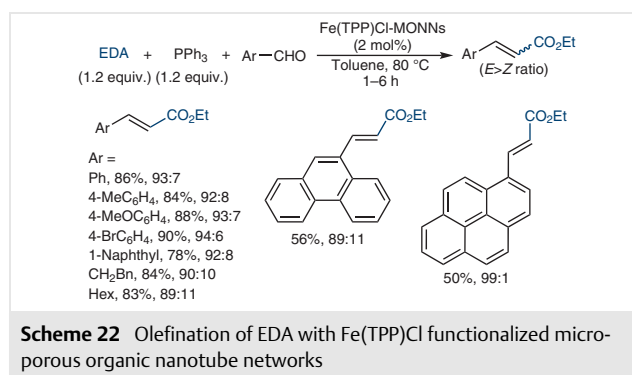 EDA + PPh3 + Ar CHO
(1.2 equiv.) (1.2 equiv.)
Fe(TPP)Cl-MONNs
(2 mol%)
Toluene, 80 °C
1–6 h
Ar CO2Et
(E>Z ratio)
Ar CO2Et
Ar =
Ph, 86%, 93:7
4-MeC6H4, 84%, 92:8
4-MeOC6H4, 88%, 93:7
4-BrC6H4, 90%, 94:6
1-Naphthyl, 78%, 92:8
CH2Bn, 84%, 90:10
Hex, 83%, 89:11
CO2Et
56%, 89:11
CO2Et
50%, 99:1
Scheme 22 Olefination of EDA with Fe(TPP)Cl functionalized micro-
porous organic nanotube networks